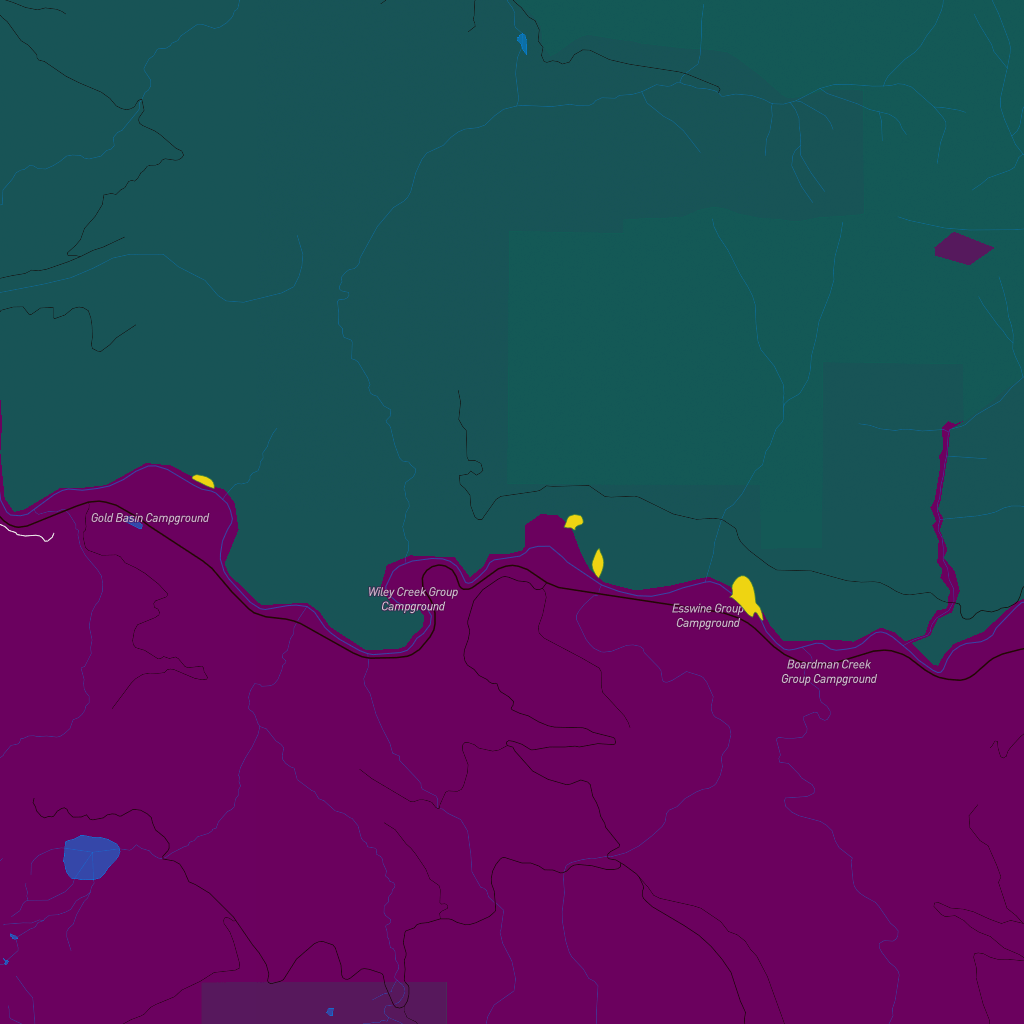 Gold Basin Campground
Wiley Creek Group
Campground
Esswine Group
Campground
Boardman Creek
Group Campground